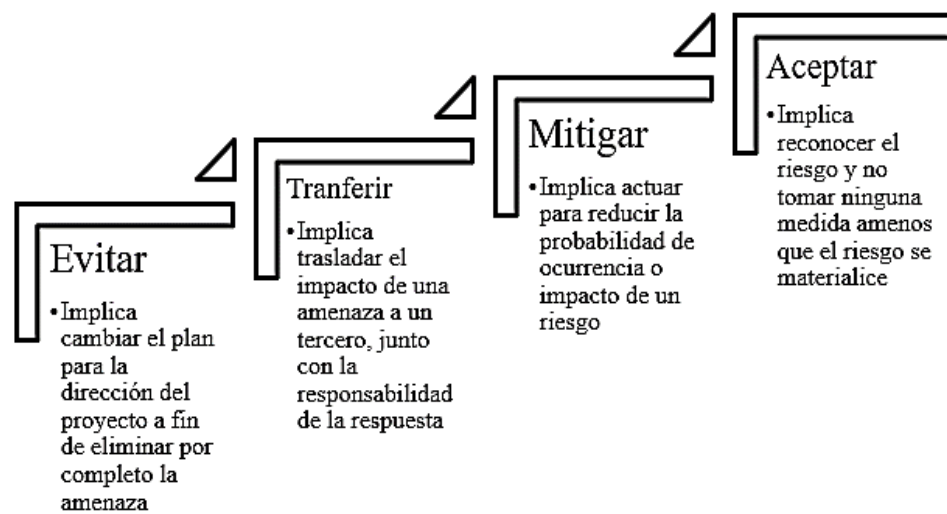 Evitar
•Implica
cambiar el plan
para la
dirección del
proyecto a fin
de eliminar por
completo la
amenaza
Tranferir
•Implica
trasladar el
impacto de una
amenaza a un
tercero, junto
con la
responsabilidad
de la respuesta
Mitigar
•Implica actuar
para reducir la
probabilidad de
ocurrencia o
impacto de un
riesgo
Aceptar
•Implica
reconocer el
riesgo y no
tomar ninguna
medida amenos
que el riesgo se
materialice